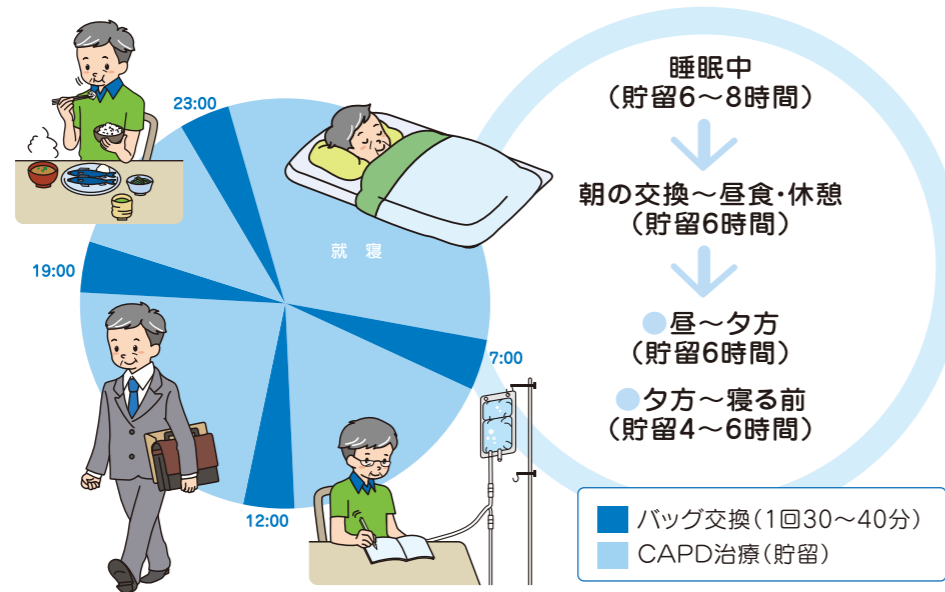 23:00
就寝
19:00
7:00
12:00
睡眠中
(貯留6～8時間)
朝の交換～昼食・休憩
(貯留6時間)
●昼～夕方
(貯留6時間)
●夕方～寝る前
(貯留4～6時間)
バッグ交換(1回30～40分)
CAPD治療(貯留)